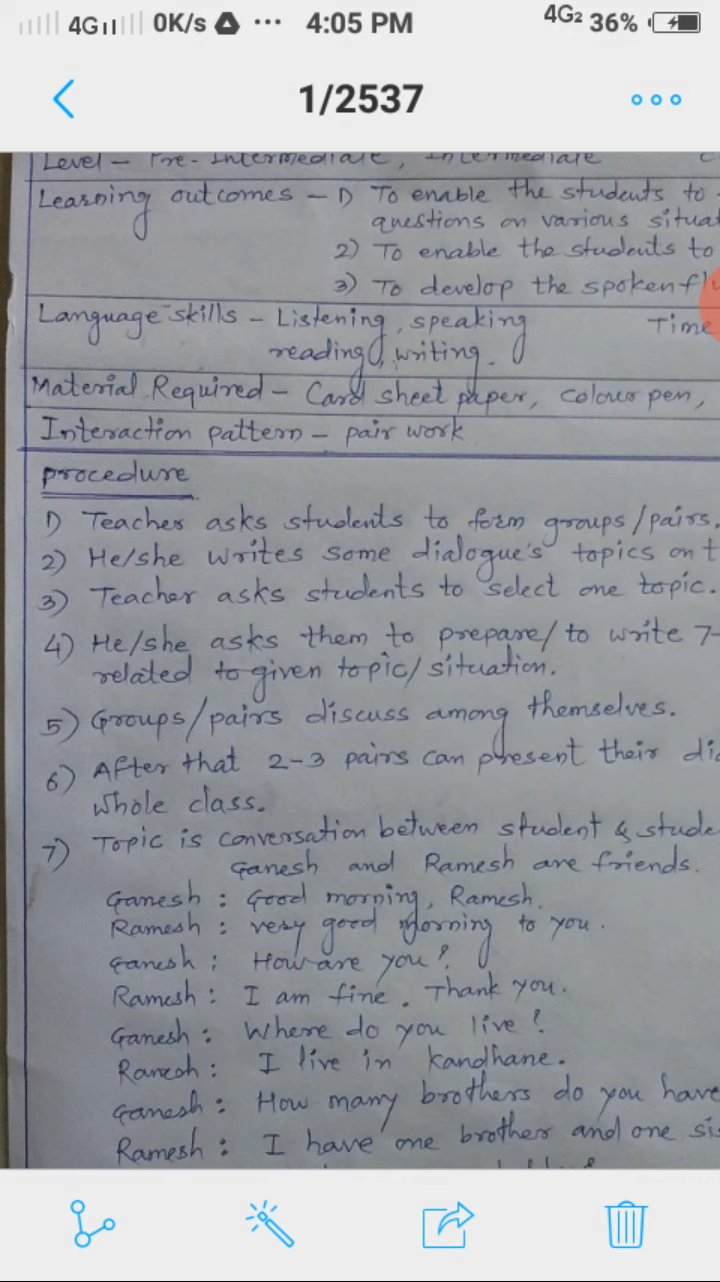 4G 0K/s ... 4:05 PM 4G2 36%
1/2537
Level - Pre-Intermediate, Intermediate
Learning outcomes - 1) To enable the students to
questions on various
2) To enable the students to
3) To develop the spoken
Language skills - Listening, speaking Time
reading, writing.
Material Required - Card sheet paper, colour pen,
Interaction pattern - pair work
procedure
1) Teacher asks students to form groups/pairs.
2) He/she writes some dialogue's topics on
3) Teacher asks students to select one topic.
4) He/she asks them to prepare/to write 7-
related to given topic/situation.
5) Groups/pairs discuss among themselves.
6) After that 2-3 pairs can present their
whole class.
7) Topic is conversation between student &
Ganesh and Ramesh are friends.
Ganesh : Good morning, Ramesh.
Ramesh : very good morning to you.
Ganesh : How are you?
Ramesh : I am fine. Thank you.
Ganesh : Where do you live?
Ramesh : I live in kandhane.
Ganesh : How many brothers do you have
Ramesh : I have one brother and one